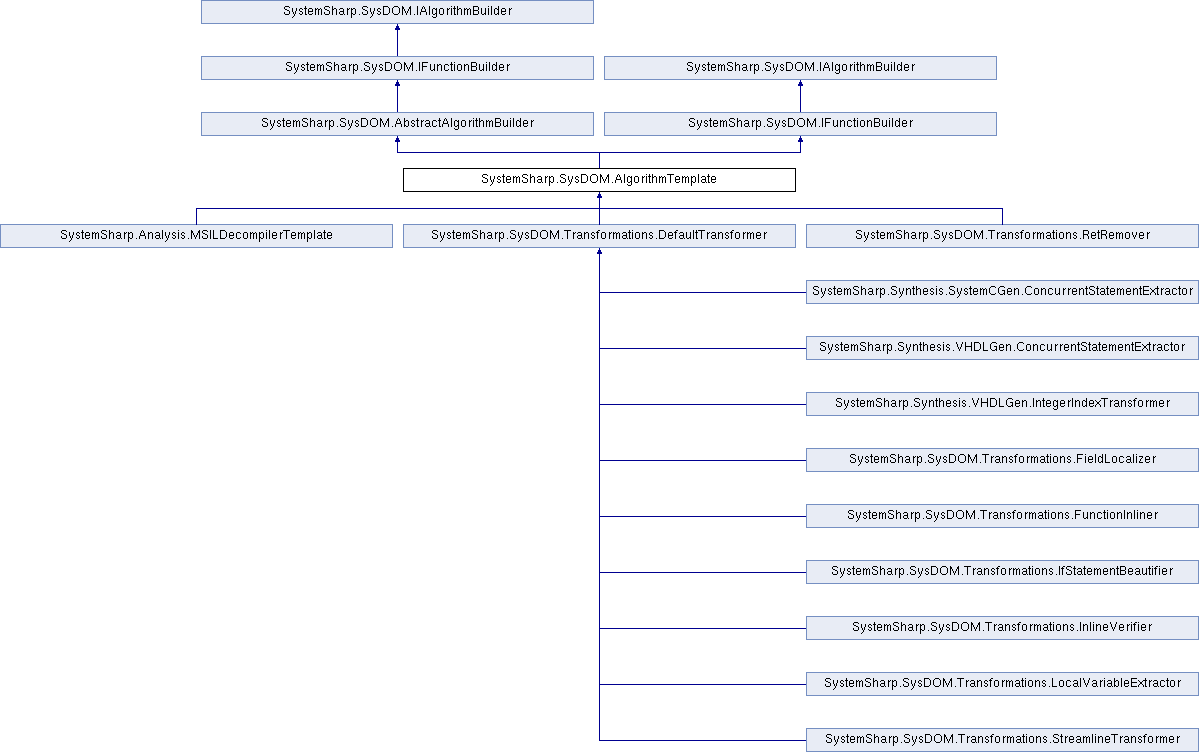 SystemSharp.SysDOM.IAlgorithmBuilder
SystemSharp.SysDOM.IFunctionBuilder
SystemSharp.SysDOM.IAlgorithmBuilder
SystemSharp.SysDOM.AbstractAlgorithmBuilder
SystemSharp.SysDOM.IFunctionBuilder
SystemSharp.SysDOM.AlgorithmTemplate
SystemSharp.Analysis.MSILDecompilerTemplate
SystemSharp.SysDOM.Transformations.DefaultTransformer
SystemSharp.SysDOM.Transformations.RetRemover
SystemSharp.Synthesis.SystemCGen.ConcurrentStatementExtractor
SystemSharp.Synthesis.VHDLGen.ConcurrentStatementExtractor
SystemSharp.Synthesis.VHDLGen.IntegerIndexTransformer
SystemSharp.SysDOM.Transformations.FieldLocalizer
SystemSharp.SysDOM.Transformations.FunctionInliner
SystemSharp.SysDOM.Transformations.IfStatementBeautifier
SystemSharp.SysDOM.Transformations.InlineVerifier
SystemSharp.SysDOM.Transformations.LocalVariableExtractor
SystemSharp.SysDOM.Transformations.StreamlineTransformer